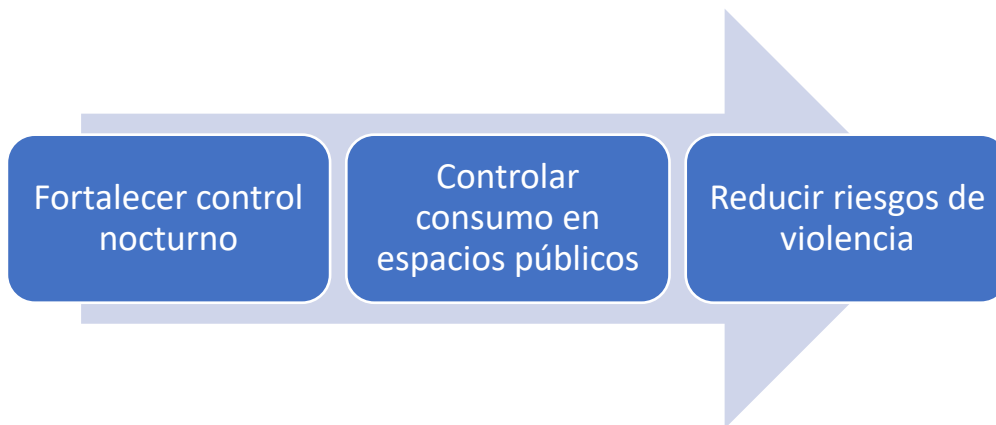 Fortalecer control
nocturno
Controlar
consumo en
espacios públicos
Reducir riesgos de
violencia